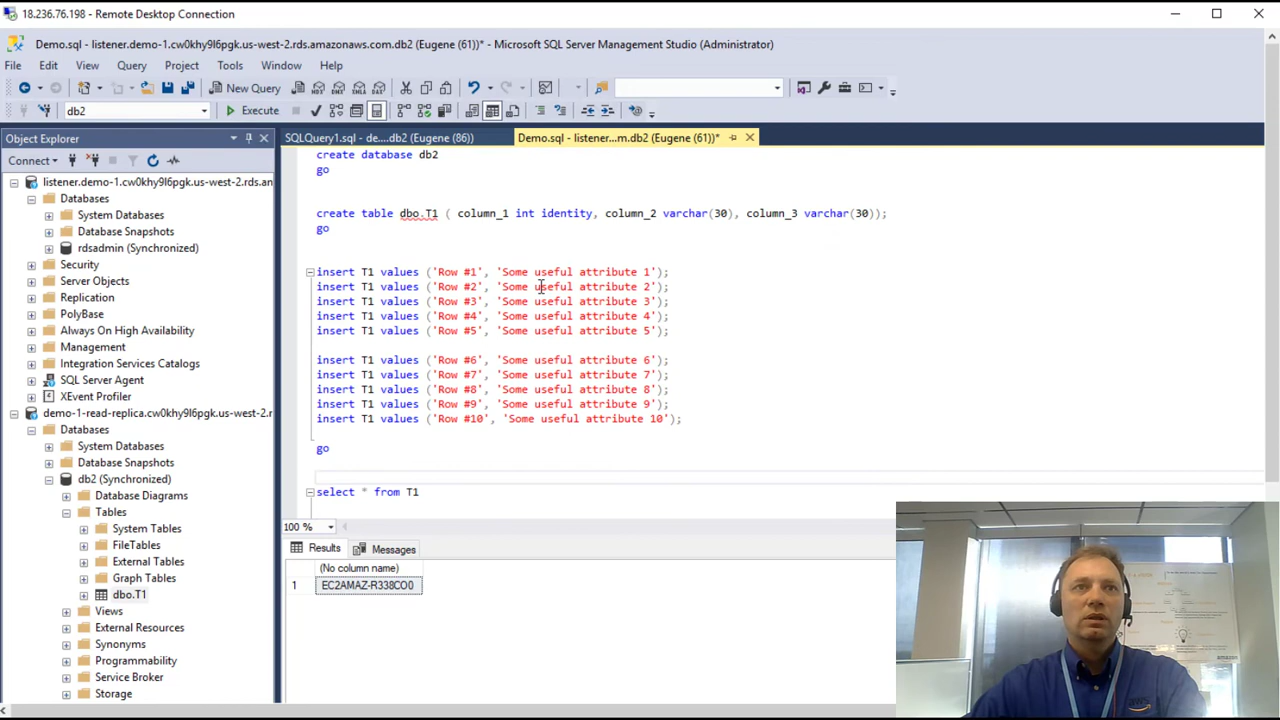 18.236.76.198 - Remote Desktop Connection
Demo.sql - listener.demo-1.cw0khy9l6pgk.us-west-2.rds.amazonaws.com.db2 (Eugene (61))* - Microsoft SQL Server Management Studio (Administrator)
File Edit View Query Project Tools Window Help
New Query
db2 Execute
Object Explorer
SQLQuery1.sql - de....db2 (Eugene (86)) Demo.sql - listener...m.db2 (Eugene (61))*
Connect
listener.demo-1.cw0khy9l6pgk.us-west-2.rds.an
Databases
System Databases
Database Snapshots
rdsadmin (Synchronized)
Security
Server Objects
Replication
PolyBase
Always On High Availability
Management
Integration Services Catalogs
SQL Server Agent
XEvent Profiler
demo-1-read-replica.cw0khy9l6pgk.us-west-2.r
Databases
System Databases
Database Snapshots
db2 (Synchronized)
Database Diagrams
Tables
System Tables
FileTables
External Tables
Graph Tables
dbo.T1
Views
External Resources
Synonyms
Programmability
Service Broker
Storage
create database db2
go
create table dbo.T1 ( column_1 int identity, column_2 varchar(30), column_3 varchar(30));
go
insert T1 values ('Row #1', 'Some useful attribute 1');
insert T1 values ('Row #2', 'Some useful attribute 2');
insert T1 values ('Row #3', 'Some useful attribute 3');
insert T1 values ('Row #4', 'Some useful attribute 4');
insert T1 values ('Row #5', 'Some useful attribute 5');
insert T1 values ('Row #6', 'Some useful attribute 6');
insert T1 values ('Row #7', 'Some useful attribute 7');
insert T1 values ('Row #8', 'Some useful attribute 8');
insert T1 values ('Row #9', 'Some useful attribute 9');
insert T1 values ('Row #10', 'Some useful attribute 10');
go
select * from T1
100 %
Results Messages
(No column name)
1 EC2AMAZ-R338CO0